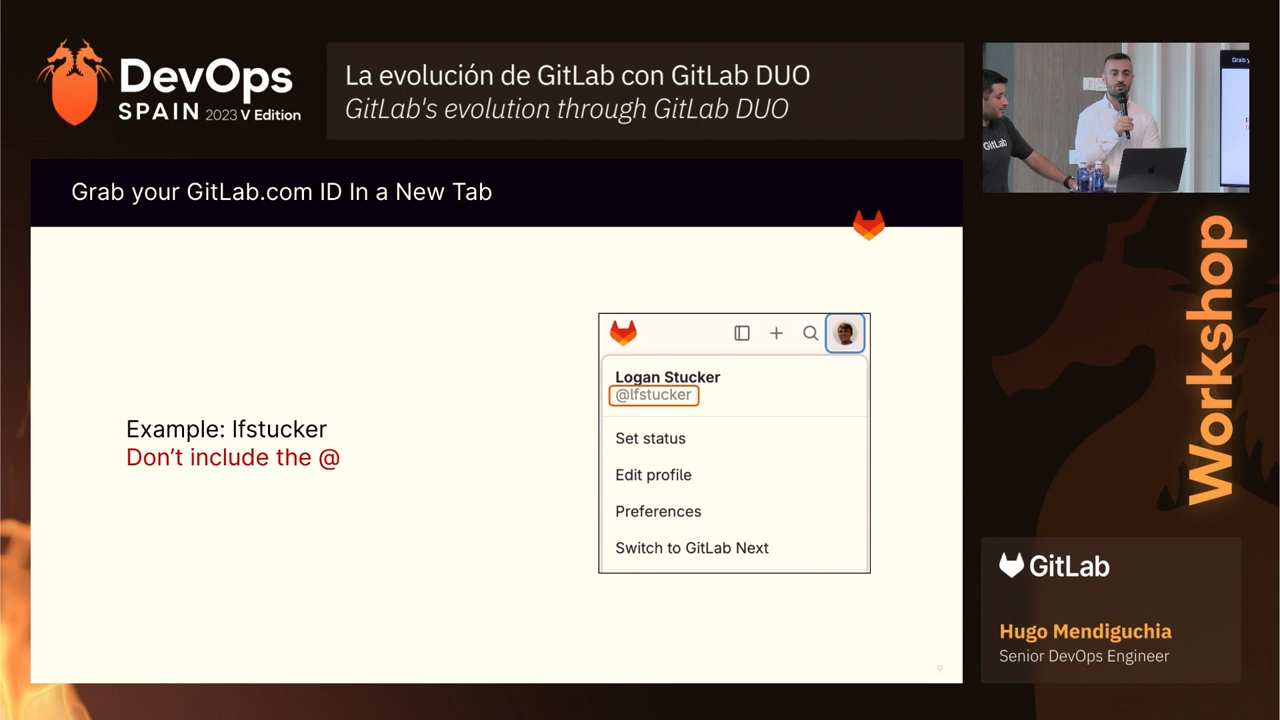 DevOps
SPAIN 2023 V Edition
La evolución de GitLab con GitLab DUO
GitLab's evolution through GitLab DUO
Grab your GitLab.com ID In a New Tab
Example: lfstucker
Don't include the @
Logan Stucker
@lfstucker
Set status
Edit profile
Preferences
Switch to GitLab Next
9
GitLab
Workshop
GitLab
Hugo Mendiguchia
Senior DevOps Engineer